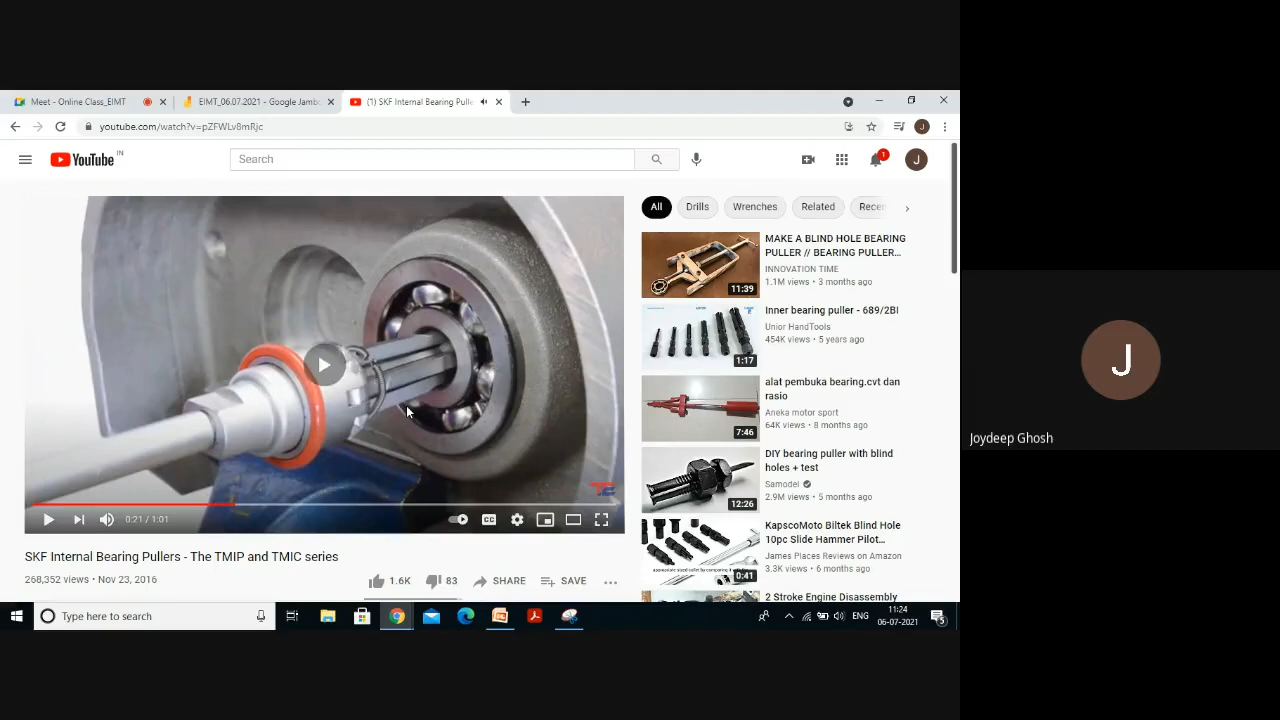 Meet - Online Class_EIMT
EIMT_06.07.2021 - Google Jambo
(1) SKF Internal Bearing Pulle
youtube.com/watch?v=pZFWLv8mRjc
YouTube IN
Search
1
J
All
Drills
Wrenches
Related
Recen
MAKE A BLIND HOLE BEARING
PULLER // BEARING PULLER...
INNOVATION TIME
1.1M views • 3 months ago
11:39
Inner bearing puller - 689/2BI
Unior HandTools
454K views • 5 years ago
1:17
alat pembuka bearing.cvt dan
rasio
Aneka motor sport
64K views • 8 months ago
7:46
DIY bearing puller with blind
holes + test
Samodel
2.9M views • 5 months ago
12:26
KapscoMoto Biltek Blind Hole
10pc Slide Hammer Pilot...
James Places Reviews on Amazon
3.3K views • 6 months ago
0:41
2 Stroke Engine Disassembly
0:21 / 1:01
CC
SKF Internal Bearing Pullers - The TMIP and TMIC series
268,352 views • Nov 23, 2016
1.6K
83
SHARE
SAVE
Type here to search
ENG
11:24
06-07-2021
5
J
Joydeep Ghosh